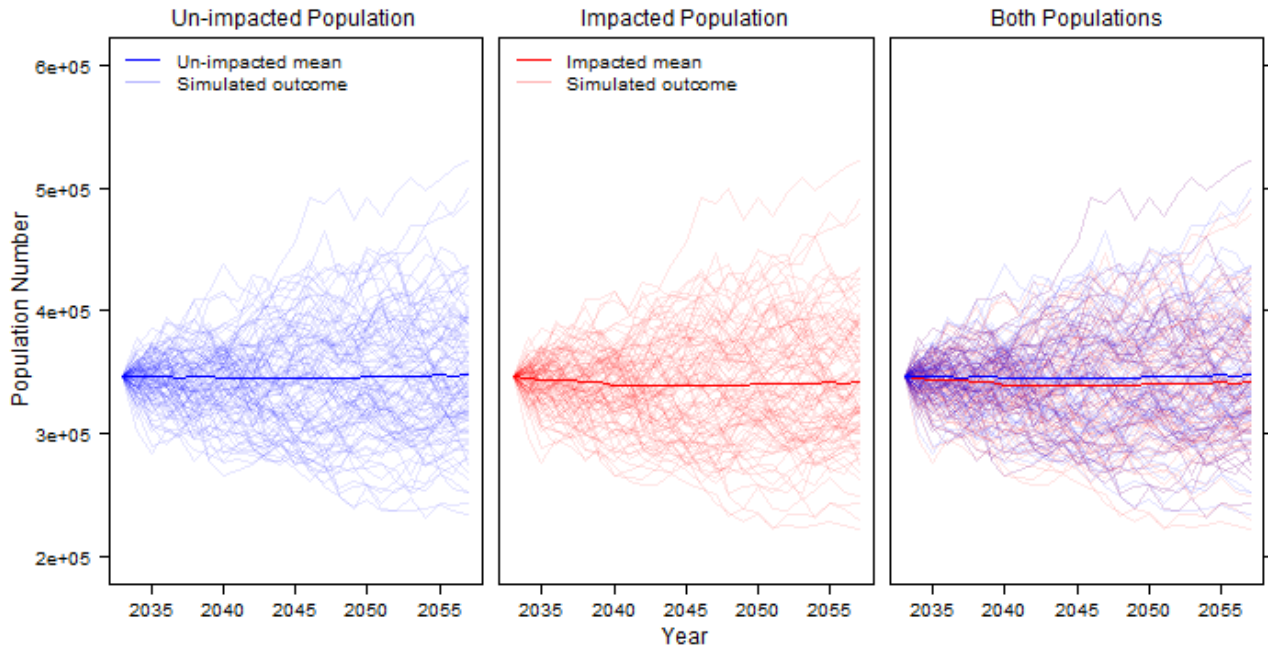 Un-impacted Population
Impacted Population
Both Populations
Un-impacted mean
Simulated outcome
Impacted mean
Simulated outcome
Population Number
6e+05
5e+05
4e+05
3e+05
2e+05
2035 2040 2045 2050 2055
2035 2040 2045 2050 2055
2035 2040 2045 2050 2055
Year